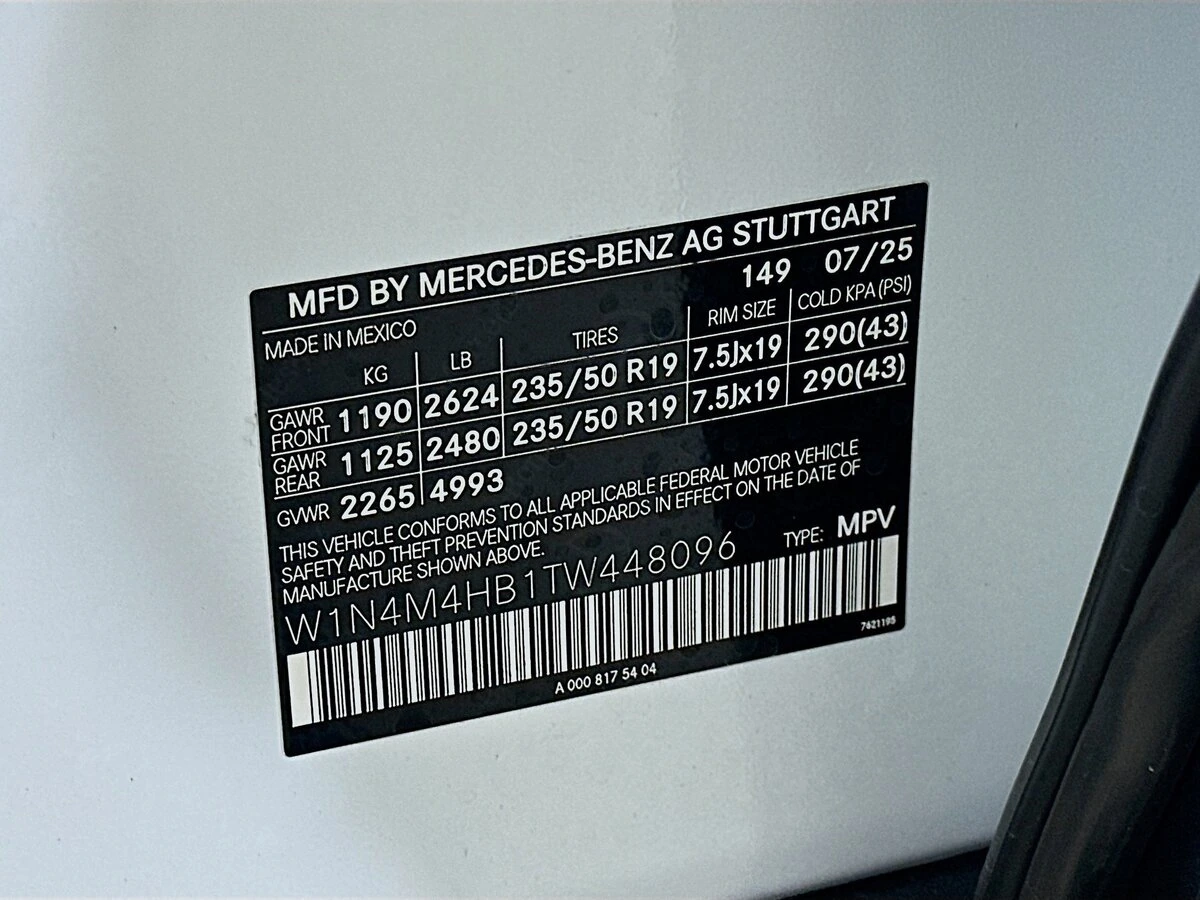 MFD BY MERCEDES-BENZ AG STUTTGART
MADE IN MEXICO 149 07/25
KG LB TIRES RIM SIZE COLD KPA (PSI)
GAWR FRONT 1190 2624 235/50 R19 7.5Jx19 290(43)
GAWR REAR 1125 2480 235/50 R19 7.5Jx19 290(43)
GVWR 2265 4993
THIS VEHICLE CONFORMS TO ALL APPLICABLE FEDERAL MOTOR VEHICLE
SAFETY AND THEFT PREVENTION STANDARDS IN EFFECT ON THE DATE OF
MANUFACTURE SHOWN ABOVE.
W1N4M4HB1TW448096 TYPE: MPV
7421195
A 000 817 54 04